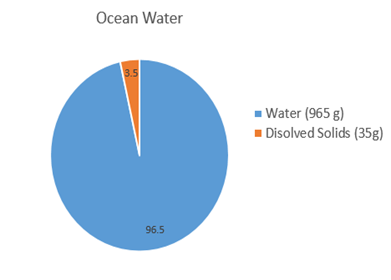 Ocean Water
3.5
Water (965 g)
Disolved Solids (35g)
96.5